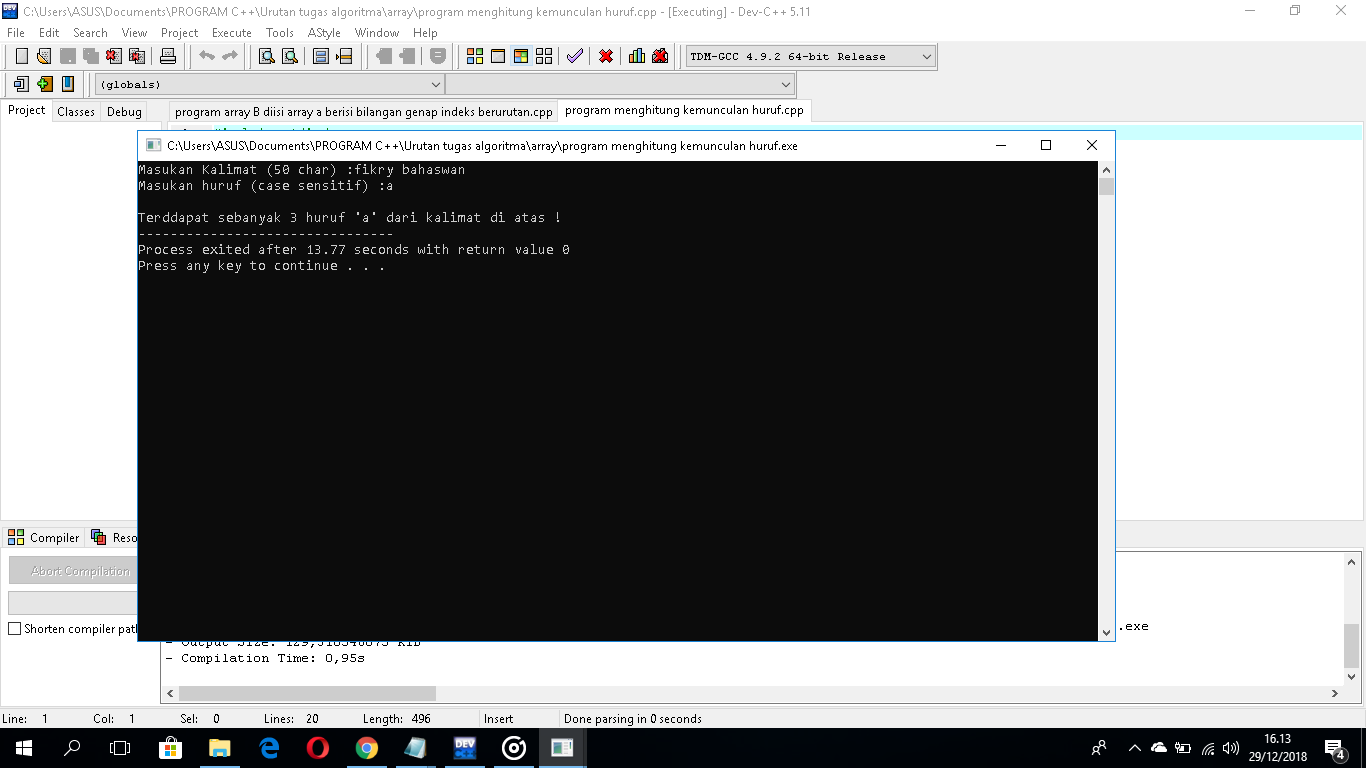 C:\Users\ASUS\Documents\PROGRAM C++\Urutan tugas algoritma\array\program menghitung kemunculan huruf.cpp - [Executing] - Dev-C++ 5.11
File Edit Search View Project Execute Tools AStyle Window Help
TDM-GCC 4.9.2 64-bit Release
(globals)
Project Classes Debug program array B diisi array a berisi bilangan genap indeks berurutan.cpp program menghitung kemunculan huruf.cpp
C:\Users\ASUS\Documents\PROGRAM C++\Urutan tugas algoritma\array\program menghitung kemunculan huruf.exe
Masukan Kalimat (50 char) :fikry bahaswan
Masukan huruf (case sensitif) :a
Terddapat sebanyak 3 huruf 'a' dari kalimat di atas !
--------------------------------
Process exited after 13.77 seconds with return value 0
Press any key to continue . . .
Compiler Reso
Abort Compilation
Shorten compiler pat
.exe
- Compilation Time: 0,95s
Line: 1 Col: 1 Sel: 0 Lines: 20 Length: 496 Insert Done parsing in 0 seconds
DEV
16.13
29/12/2018
4